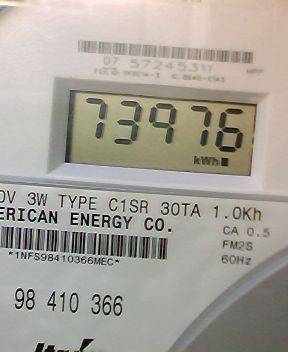 07 57245311
73976
kWh
0V 3W TYPE C1SR 30TA 1.0Kh
ERICAN ENERGY CO.
CA 0.5
FM2S
60Hz
*1NFS98410366MEC*
98 410 366